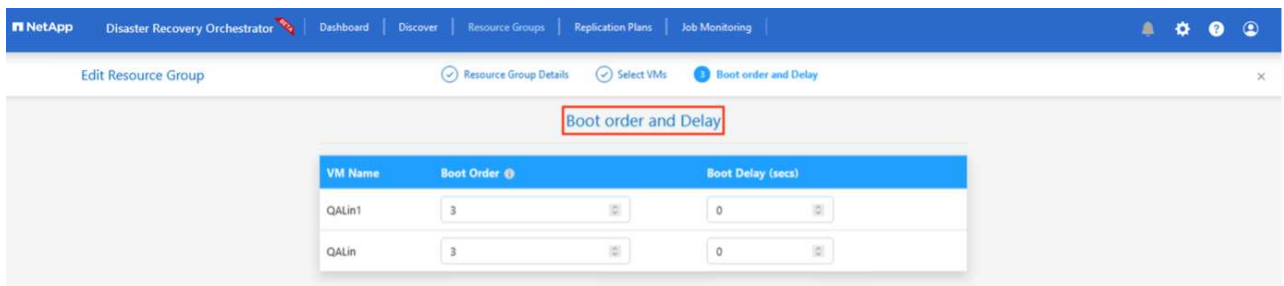 NetApp Disaster Recovery Orchestrator BETA Dashboard Discover Resource Groups Replication Plans Job Monitoring
Edit Resource Group Resource Group Details Select VMs 3 Boot order and Delay
Boot order and Delay
VM Name Boot Order Boot Delay (secs)
QALin1 3 0
QALin 3 0